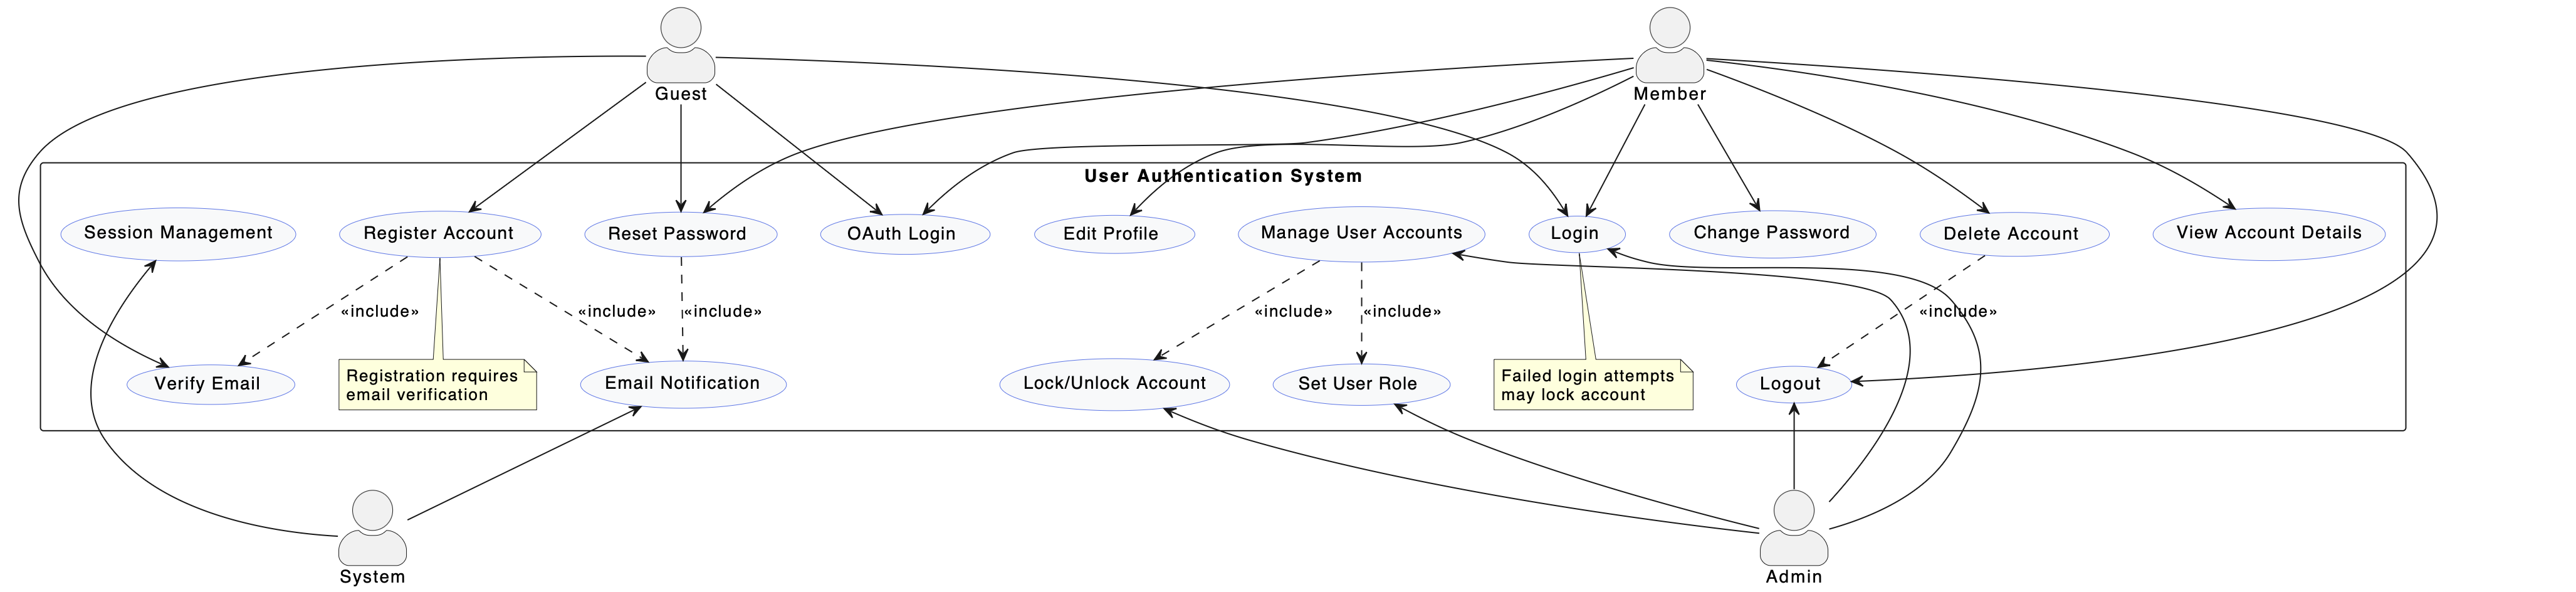 Guest
Member
User Authentication System
Session Management
Register Account
Reset Password
OAuth Login
Edit Profile
Manage User Accounts
Login
Change Password
Delete Account
View Account Details
«include»
«include»
«include»
«include»
«include»
«include»
Verify Email
Registration requires
email verification
Email Notification
Lock/Unlock Account
Set User Role
Failed login attempts
may lock account
Logout
System
Admin